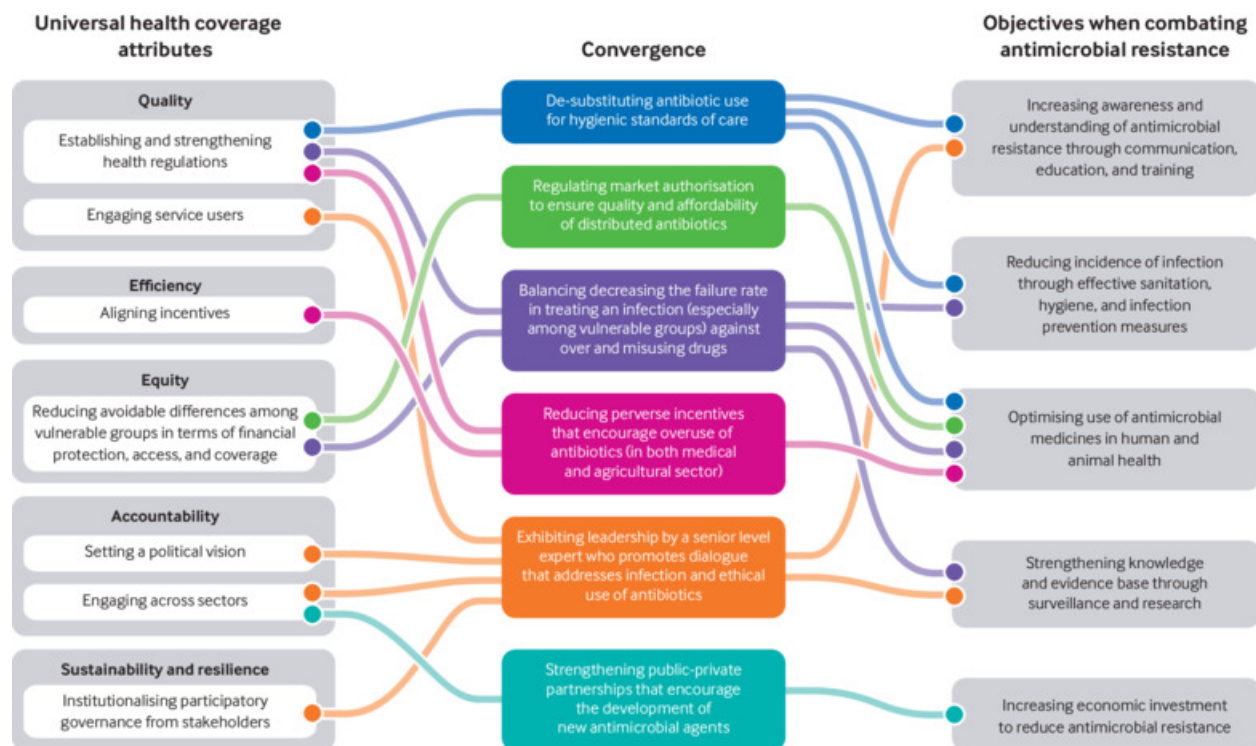 Universal health coverage
attributes
Quality
Establishing and strengthening
health regulations
Engaging service users
Efficiency
Aligning incentives
Equity
Reducing avoidable differences among
vulnerable groups in terms of financial
protection, access, and coverage
Accountability
Setting a political vision
Engaging across sectors
Sustainability and resilience
Institutionalising participatory
governance from stakeholders
Convergence
De-substituting antibiotic use
for hygienic standards of care
Regulating market authorisation
to ensure quality and affordability
of distributed antibiotics
Balancing decreasing the failure rate
in treating an infection (especially
among vulnerable groups) against
over and misusing drugs
Reducing perverse incentives
that encourage overuse of
antibiotics (in both medical
and agricultural sector)
Exhibiting leadership by a senior level
expert who promotes dialogue
that addresses infection and ethical
use of antibiotics
Strengthening public-private
partnerships that encourage
the development of
new antimicrobial agents
Objectives when combating
antimicrobial resistance
Increasing awareness and
understanding of antimicrobial
resistance through communication,
education, and training
Reducing incidence of infection
through effective sanitation,
hygiene, and infection
prevention measures
Optimising use of antimicrobial
medicines in human and
animal health
Strengthening knowledge
and evidence base through
surveillance and research
Increasing economic investment
to reduce antimicrobial resistance